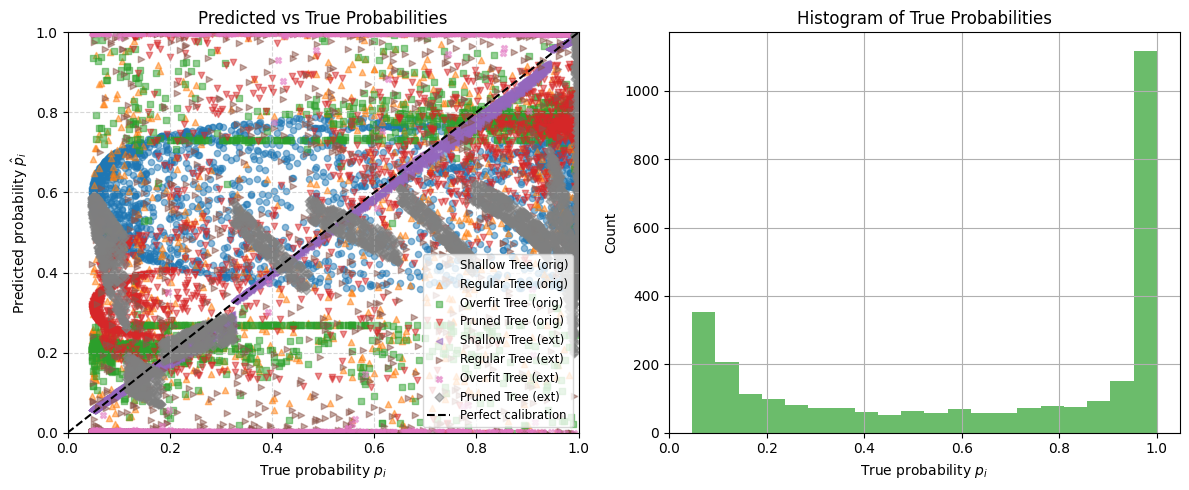 Predicted vs True Probabilities
1.0
0.8
0.6
0.4
0.2
0.0
Predicted probability p̂ᵢ
0.0 0.2 0.4 0.6 0.8 1.0
True probability pᵢ
Shallow Tree (orig)
Regular Tree (orig)
Overfit Tree (orig)
Pruned Tree (orig)
Shallow Tree (ext)
Regular Tree (ext)
Overfit Tree (ext)
Pruned Tree (ext)
Perfect calibration
Histogram of True Probabilities
1000
800
600
400
200
0
Count
0.0 0.2 0.4 0.6 0.8 1.0
True probability pᵢ